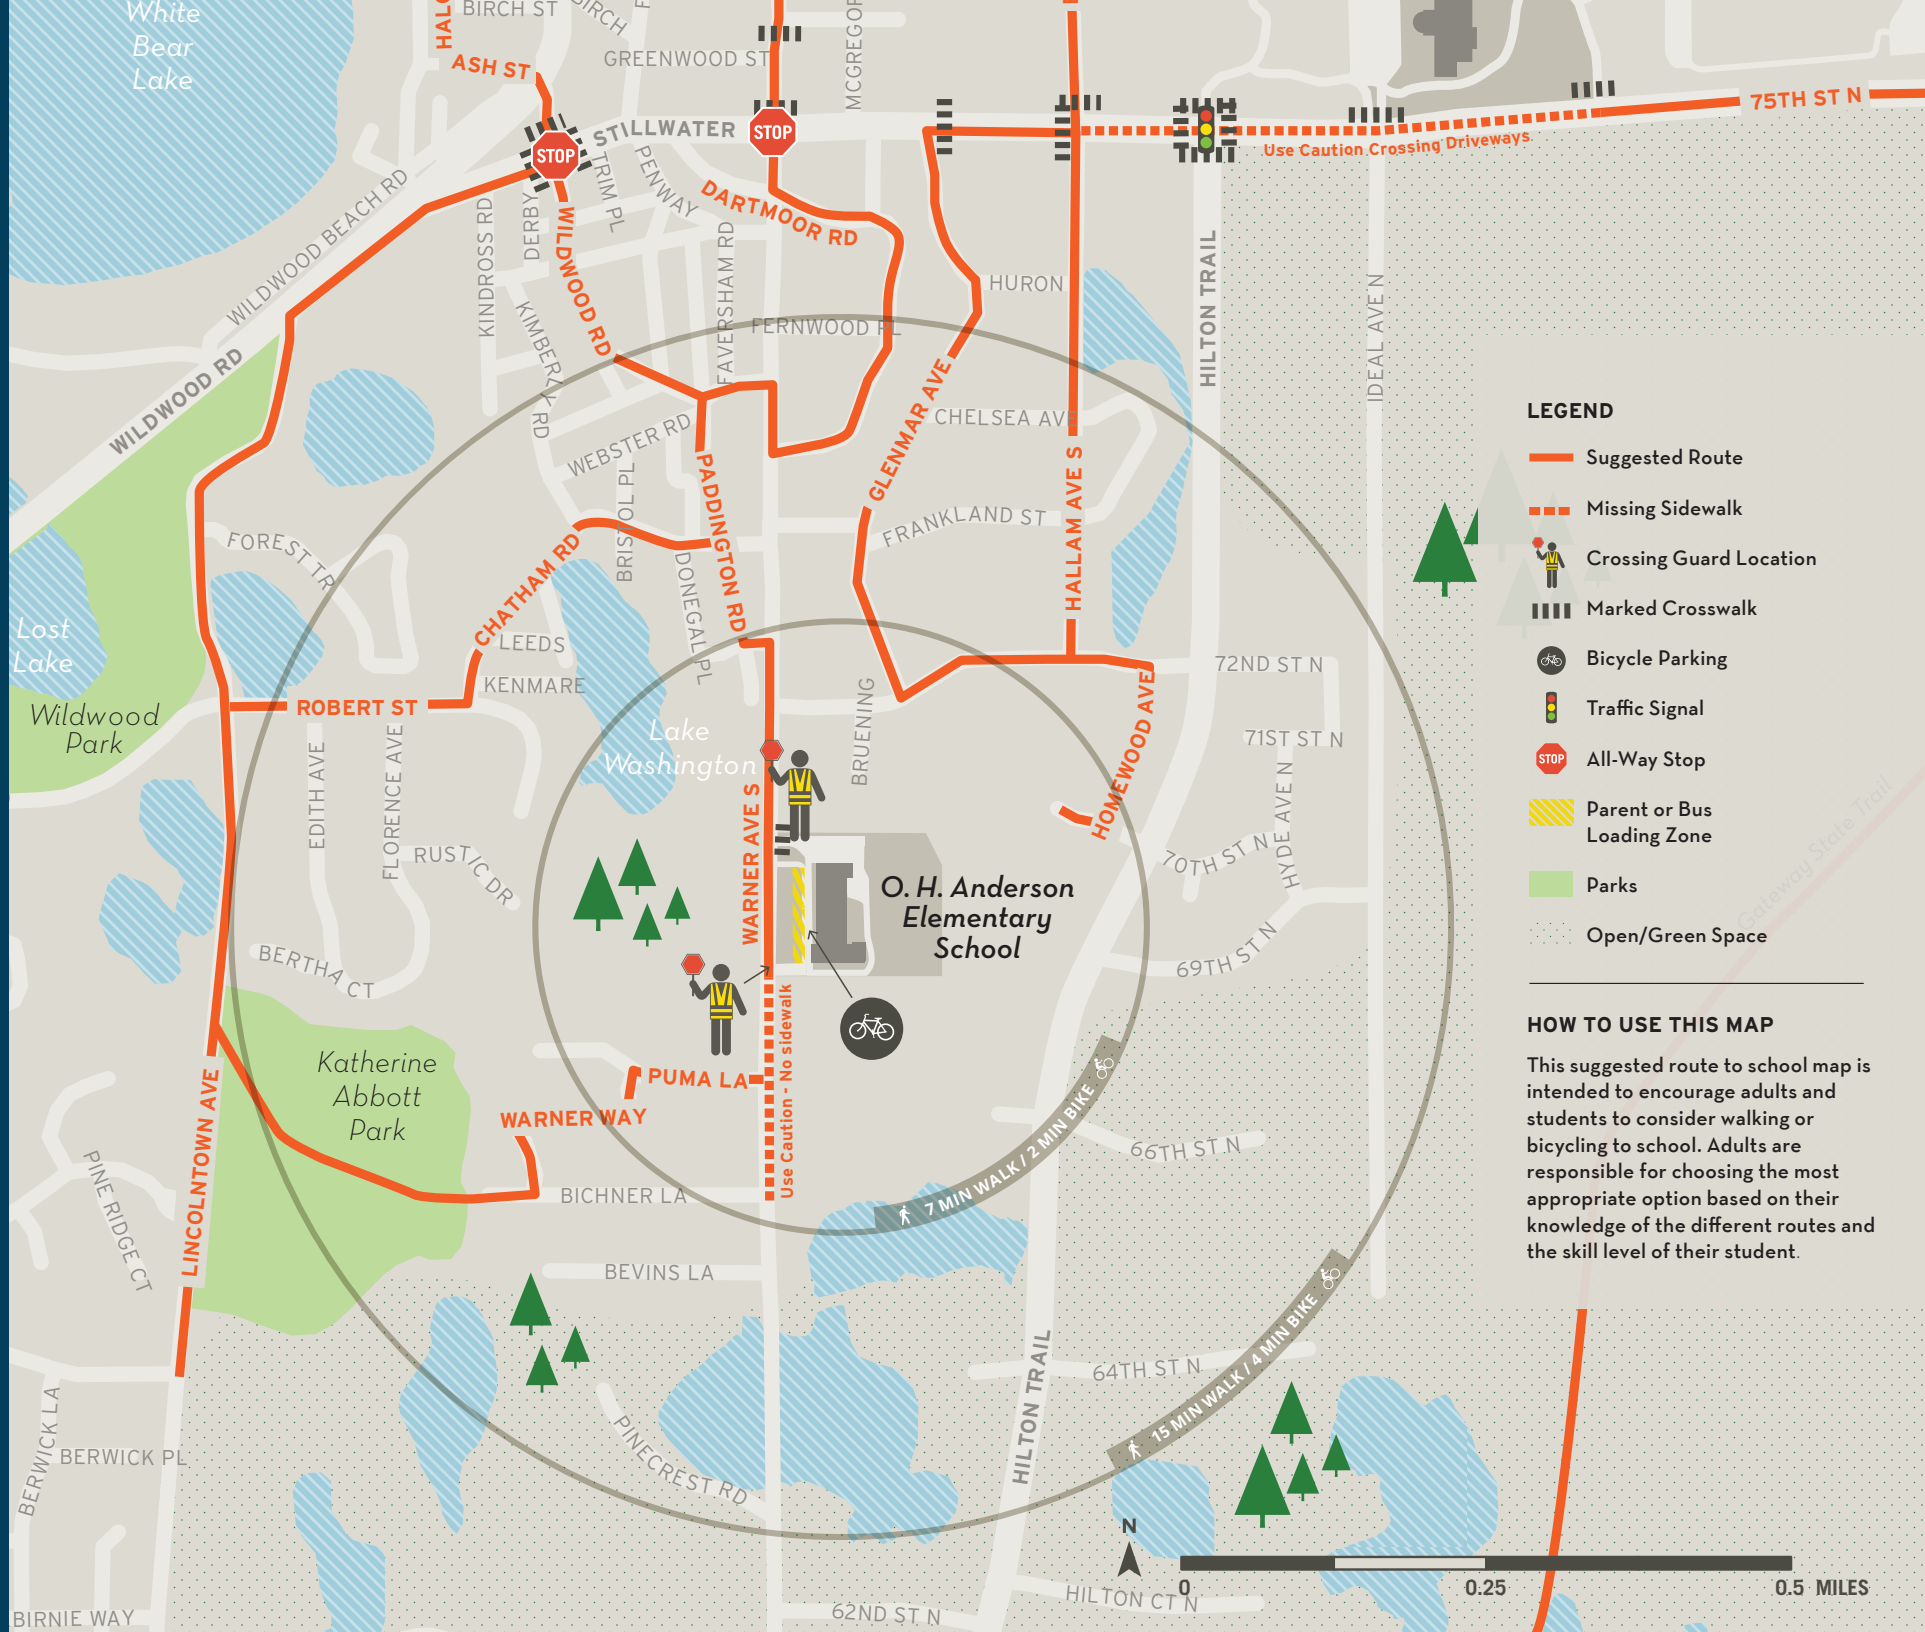 White
Bear
Lake
HALC
BIRCH ST
BIRCH
ASH ST
GREENWOOD ST
MCGREGOR
STILLWATER
STOP
STOP
75TH ST N
Use Caution Crossing Driveways
WILDWOOD BEACH RD
KINDROSS RD
DERBY
TRIM PL
PENWAY
DARTMOOR RD
WILDWOOD RD
FAVERSHAM RD
HURON
HILTON TRAIL
IDEAL AVE N
KIMBERLY RD
FERNWOOD PL
WILDWOOD RD
GLENMAR AVE
CHELSEA AVE
WEBSTER RD
BRISTOL PL
PADDINGTON RD
HALLAM AVE S
FRANKLAND ST
FOREST TR
CHATHAM RD
DONEGAL PL
LEEDS
KENMARE
Lost
Lake
Wildwood
Park
ROBERT ST
72ND ST N
71ST ST N
Lake
Washington
BRUENING
HOMEWOOD AVE
EDITH AVE
FLORENCE AVE
RUSTIC DR
WARNER AVE S
HYDE AVE N
70TH ST N
69TH ST N
O. H. Anderson
Elementary
School
BERTHA CT
Katherine
Abbott
Park
PUMA LA
WARNER WAY
Use Caution - No sidewalk
7 MIN WALK / 2 MIN BIKE
66TH ST N
BICHNER LA
LINCOLNTOWN AVE
PINE RIDGE CT
BEVINS LA
15 MIN WALK / 4 MIN BIKE
64TH ST N
HILTON TRAIL
PINECREST RD
BERWICK LA
BERWICK PL
BIRNIE WAY
62ND ST N
HILTON CT N
N
0
0.25
0.5 MILES
LEGEND
Suggested Route
Missing Sidewalk
Crossing Guard Location
Marked Crosswalk
Bicycle Parking
Traffic Signal
STOP
All-Way Stop
Parent or Bus
Loading Zone
Parks
Open/Green Space
Gateway State Trail
HOW TO USE THIS MAP
This suggested route to school map is
intended to encourage adults and
students to consider walking or
bicycling to school. Adults are
responsible for choosing the most
appropriate option based on their
knowledge of the different routes and
the skill level of their student.